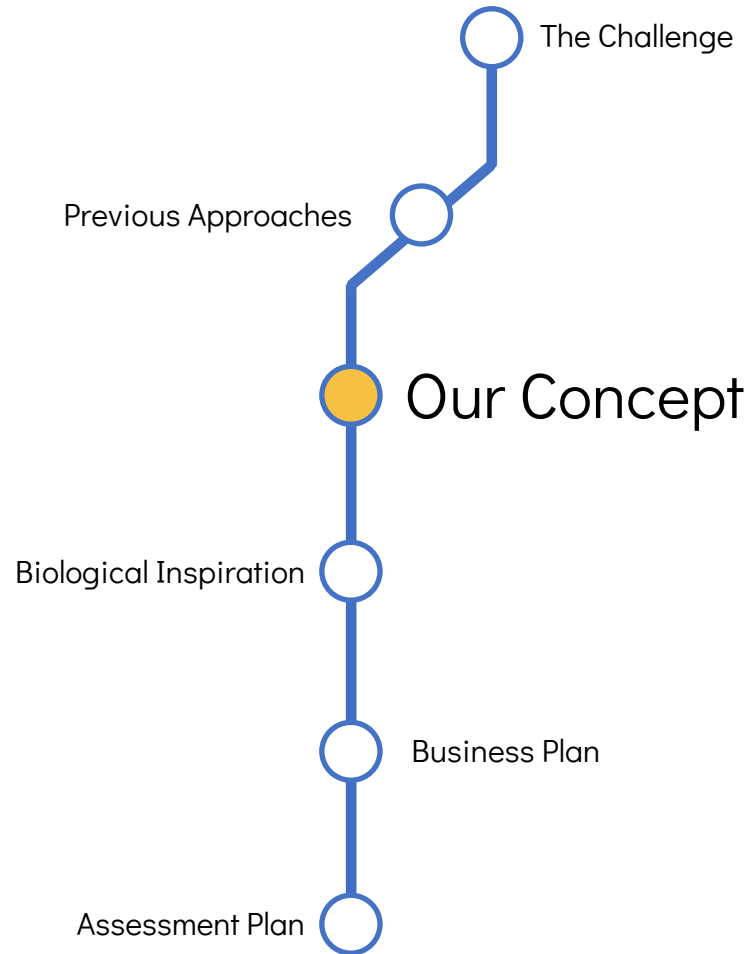 The Challenge
Previous Approaches
Our Concept
Biological Inspiration
Business Plan
Assessment Plan